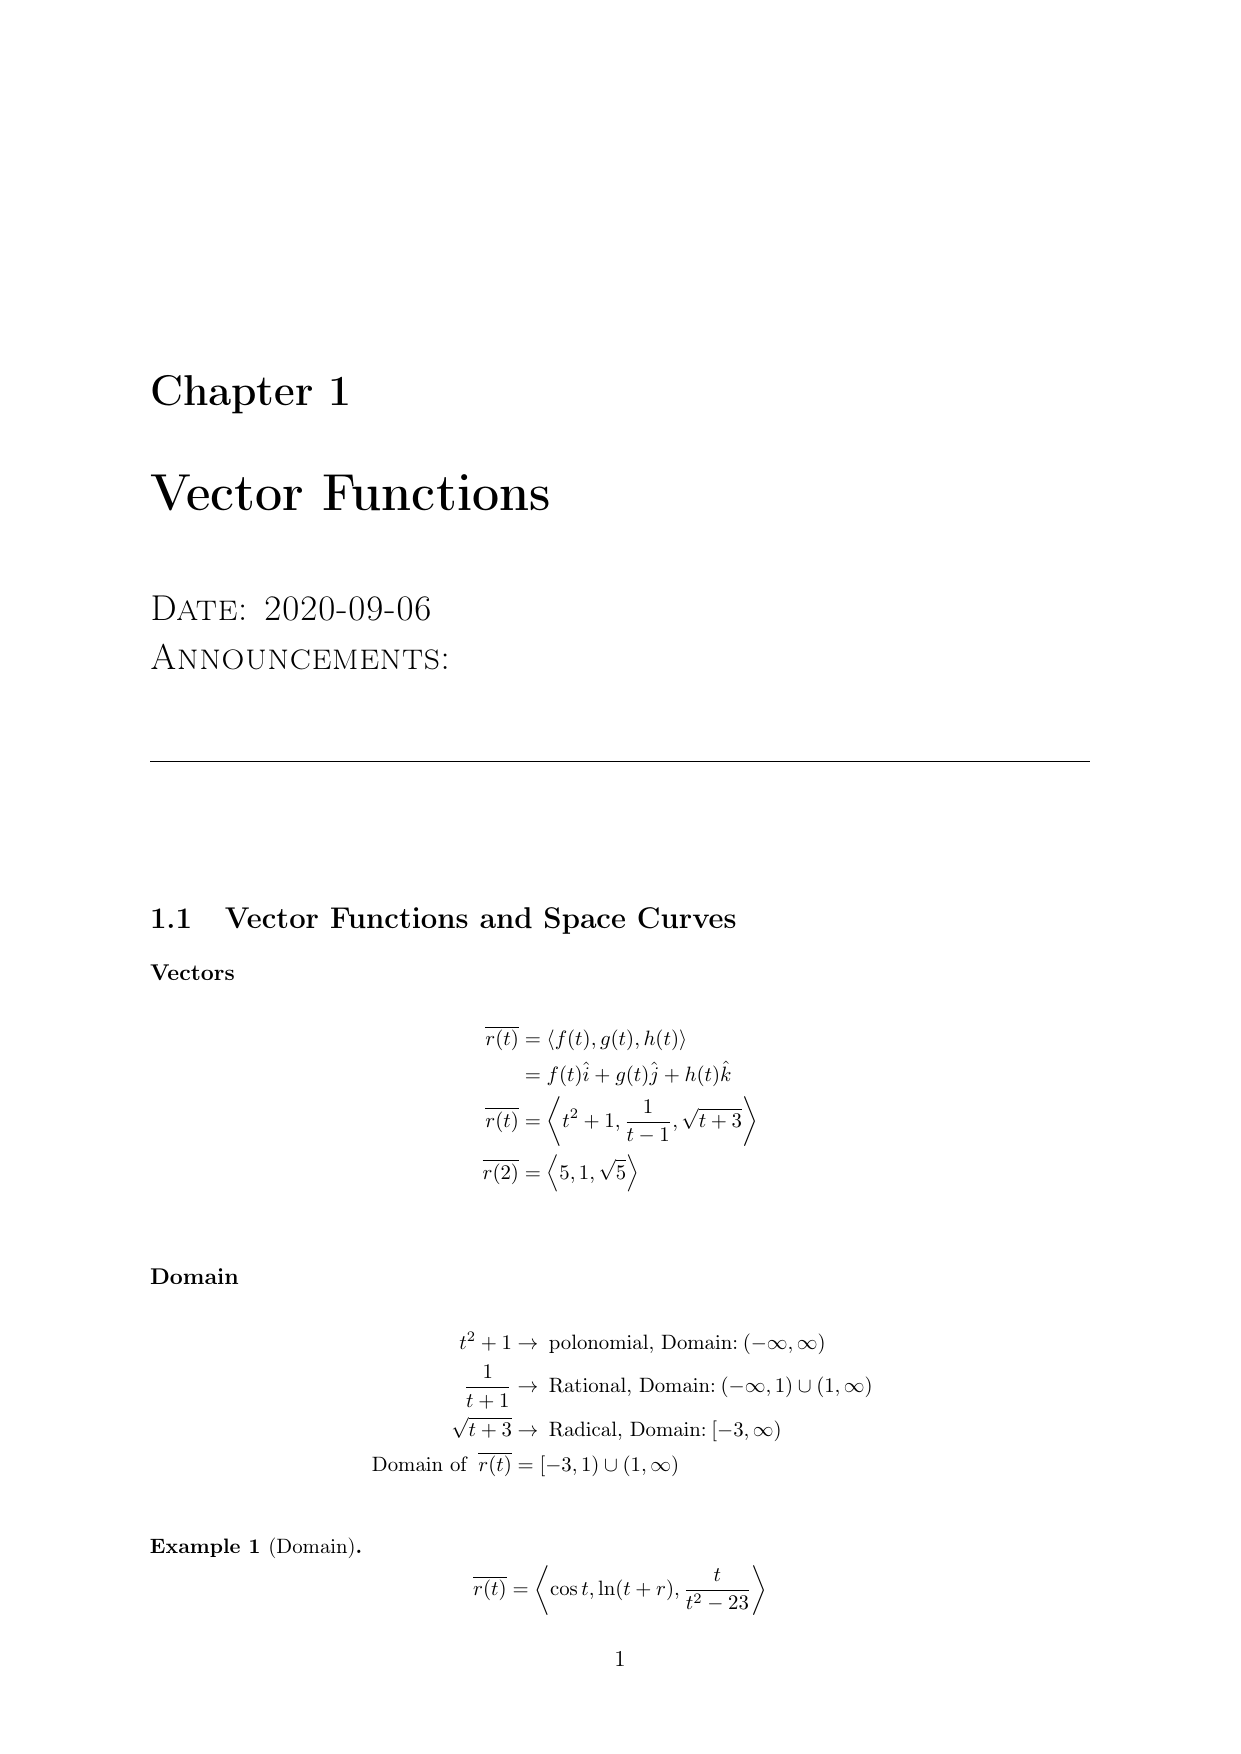 Chapter 1
Vector Functions
DATE: 2020-09-06
ANNOUNCEMENTS:
1.1 Vector Functions and Space Curves
Vectors
$\overline{r(t)} = \langle f(t), g(t), h(t) \rangle$
$= f(t)\hat{i} + g(t)\hat{j} + h(t)\hat{k}$
$\overline{r(t)} = \left\langle t^2 + 1, \frac{1}{t-1}, \sqrt{t+3} \right\rangle$
$\overline{r(2)} = \left\langle 5, 1, \sqrt{5} \right\rangle$
Domain
$t^2 + 1 \to$ polonomial, Domain: $(-\infty, \infty)$
$\frac{1}{t+1} \to$ Rational, Domain: $(-\infty, 1) \cup (1, \infty)$
$\sqrt{t+3} \to$ Radical, Domain: $[-3, \infty)$
Domain of $\overline{r(t)} = [-3, 1) \cup (1, \infty)$
Example 1 (Domain).
$\overline{r(t)} = \left\langle \cos t, \ln(t + r), \frac{t}{t^2 - 23} \right\rangle$
1